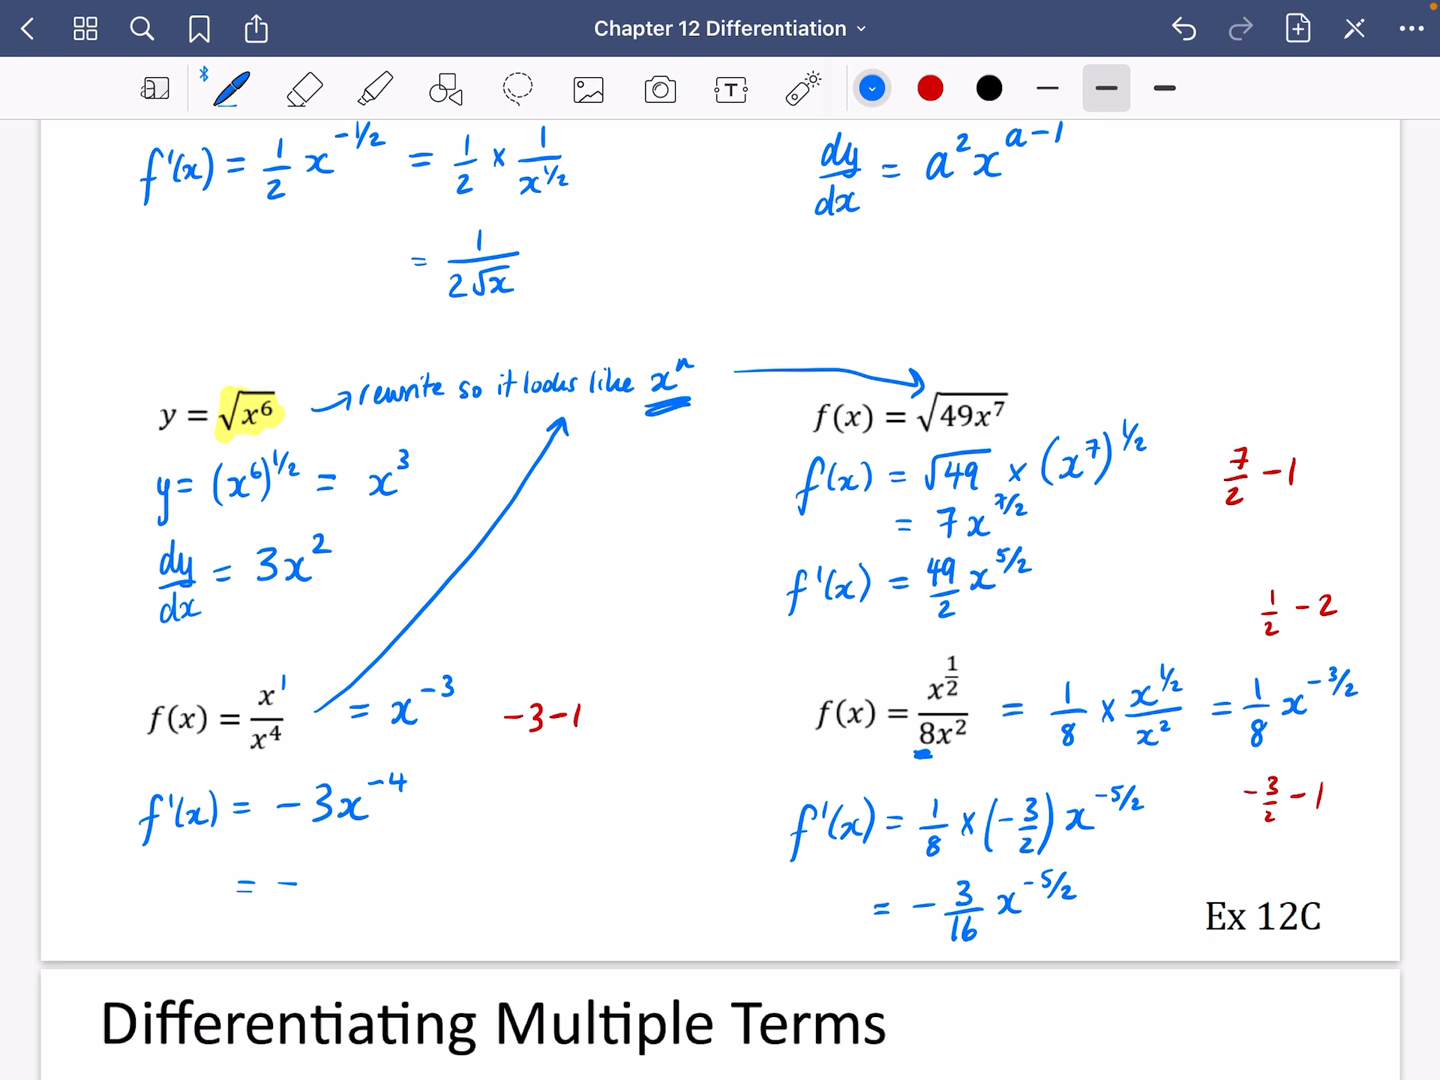 Chapter 12 Differentiation
f'(x) = 1/2 x^(-1/2) = 1/2 × 1/x^(1/2)
= 1/(2√x)
dy/dx = a²x^(a-1)
y = √(x⁶) → rewrite so it looks like xⁿ
y = (x⁶)^(1/2) = x³
dy/dx = 3x²
f(x) = √(49x⁷)
f(x) = √49 × (x⁷)^(1/2)
7/2 - 1
= 7x^(7/2)
f'(x) = 49/2 x^(5/2)
f(x) = x¹/x⁴ = x⁻³
-3-1
f'(x) = -3x⁻⁴
= -
1/2 - 2
f(x) = x^(1/2)/(8x²) = 1/8 × x^(1/2)/x² = 1/8 x^(-3/2)
-3/2 - 1
f'(x) = 1/8 × (-3/2) x^(-5/2)
= -3/16 x^(-5/2)
Ex 12C
Differentiating Multiple Terms